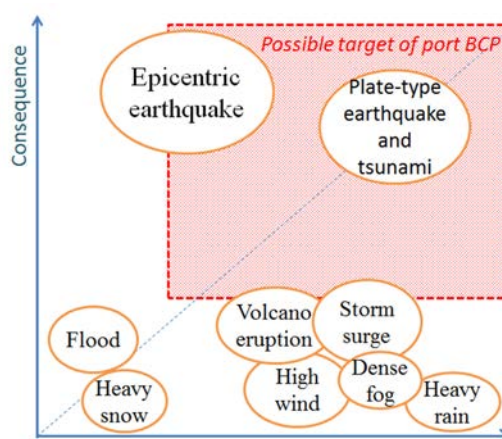 Possible target of port BCP
Epicentric
earthquake
Plate-type
earthquake
and
tsunami
Consequence
Volcano
eruption
Storm
surge
Flood
Heavy
snow
High
wind
Dense
fog
Heavy
rain